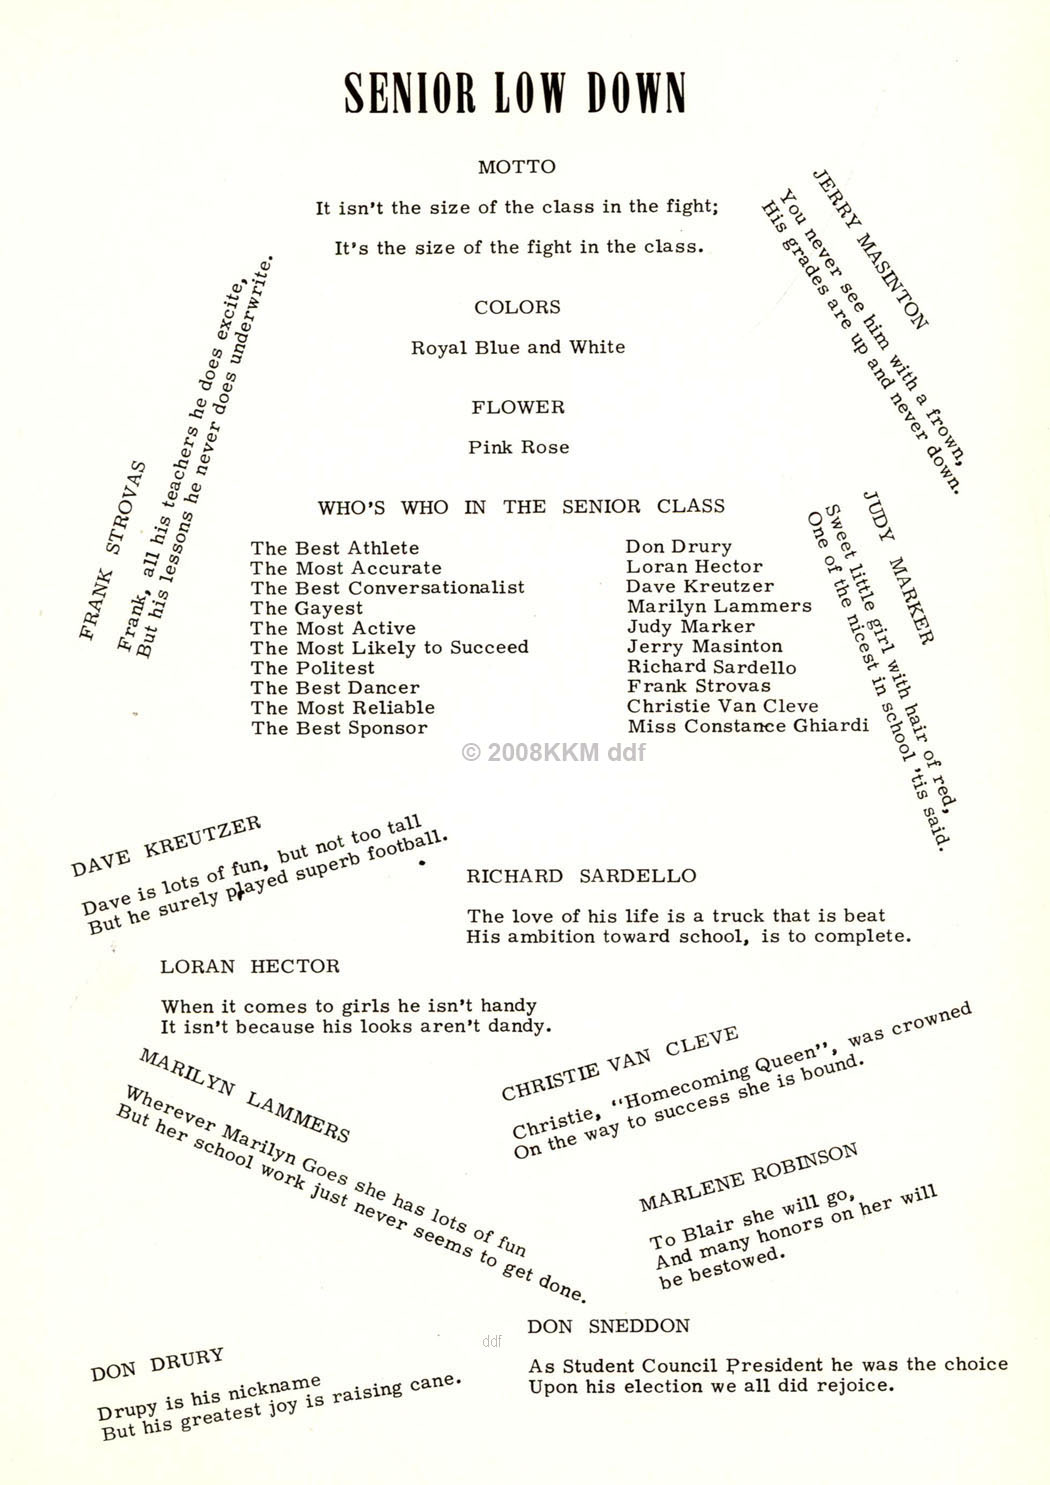 SENIOR LOW DOWN
MOTTO
It isn't the size of the class in the fight;
It's the size of the fight in the class.
COLORS
Royal Blue and White
FLOWER
Pink Rose
JERRY MASINTON
You never see him with a frown,
His grades are up and never down.
FRANK STROVAS
Frank, all his teachers he does excite,
But his lessons he never does underwrite.
WHO'S WHO IN THE SENIOR CLASS
The Best Athlete Don Drury
The Most Accurate Loran Hector
The Best Conversationalist Dave Kreutzer
The Gayest Marilyn Lammers
The Most Active Judy Marker
The Most Likely to Succeed Jerry Masinton
The Politest Richard Sardello
The Best Dancer Frank Strovas
The Most Reliable Christie Van Cleve
The Best Sponsor Miss Constance Ghiardi
JUDY MARKER
Sweet little girl with hair of red,
One of the nicest in school 'tis said.
© 2008KKM ddf
DAVE KREUTZER
Dave is lots of fun, but not too tall
But he surely played superb football.
RICHARD SARDELLO
The love of his life is a truck that is beat
His ambition toward school, is to complete.
LORAN HECTOR
When it comes to girls he isn't handy
It isn't because his looks aren't dandy.
CHRISTIE VAN CLEVE
Christie, "Homecoming Queen", was crowned
On the way to success she is bound.
MARILYN LAMMERS
Wherever Marilyn Goes she has lots of fun
But her school work just never seems to get done.
MARLENE ROBINSON
To Blair she will go,
And many honors on her will
be bestowed.
DON SNEDDON
As Student Council President he was the choice
Upon his election we all did rejoice.
ddf
DON DRURY
Drupy is his nickname
But his greatest joy is raising cane.